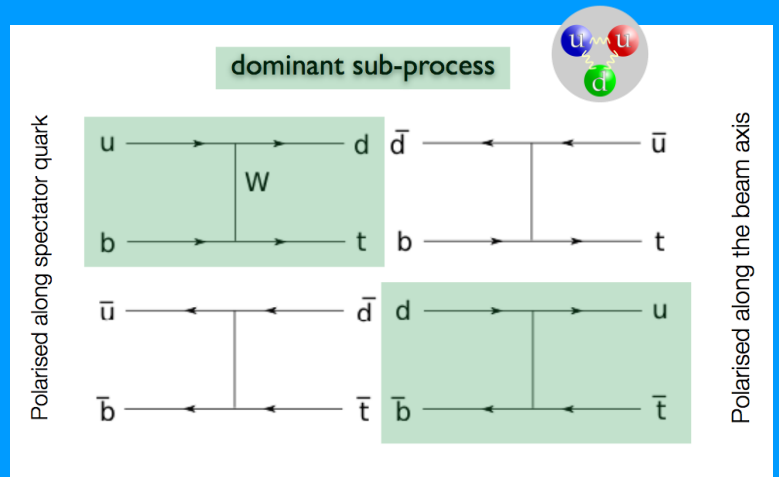 dominant sub-process
u u
d
Polarised along spectator quark
u d d̅ u̅
W
b t b t
u̅ d̅ d u
b̅ t̅ b̅ t̅
Polarised along the beam axis